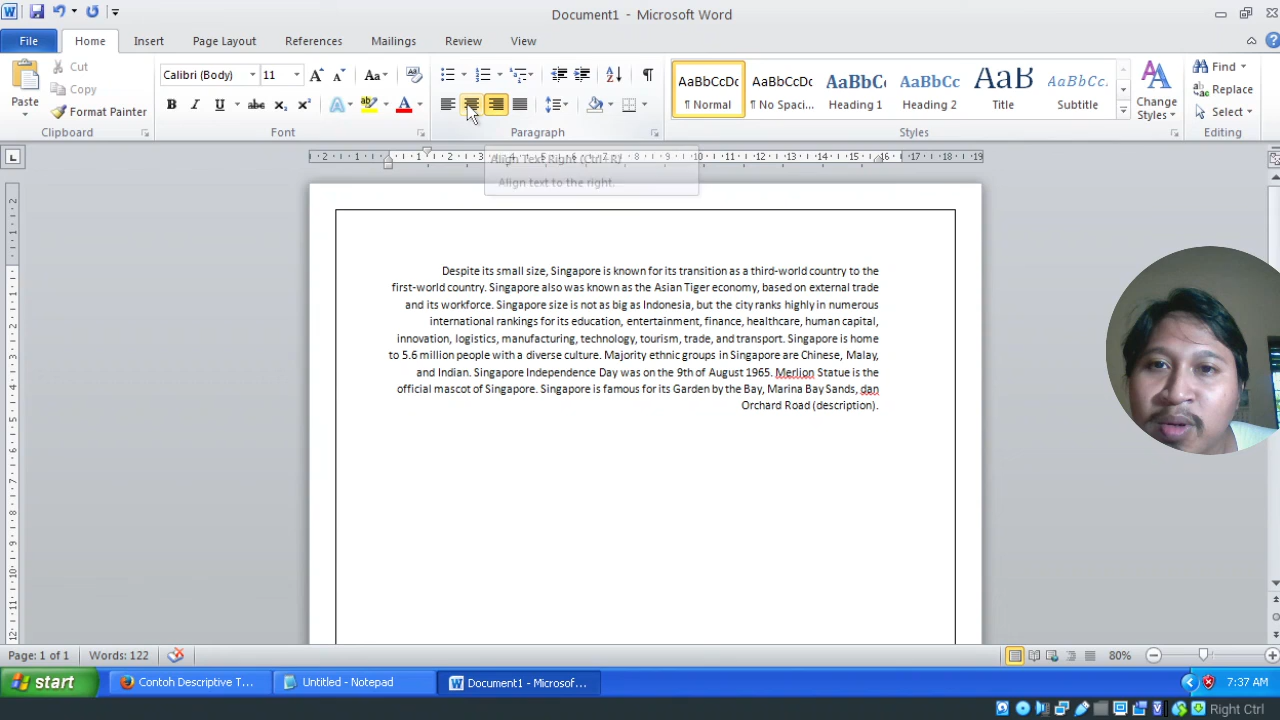 Document1 - Microsoft Word
File Home Insert Page Layout References Mailings Review View
Paste
Cut
Copy
Format Painter
Clipboard
Calibri (Body) 11
Font
Paragraph
AaBbCcDc AaBbCcDc AaBbC AaBbCc AaB AaBbCcD
¶ Normal ¶ No Spaci... Heading 1 Heading 2 Title Subtitle
Styles
Change Styles
Find
Replace
Select
Editing
Align Text Right (Ctrl+R)
Align text to the right.
Despite its small size, Singapore is known for its transition as a third-world country to the
first-world country. Singapore also was known as the Asian Tiger economy, based on external trade
and its workforce. Singapore size is not as big as Indonesia, but the city ranks highly in numerous
international rankings for its education, entertainment, finance, healthcare, human capital,
innovation, logistics, manufacturing, technology, tourism, trade, and transport. Singapore is home
to 5.6 million people with a diverse culture. Majority ethnic groups in Singapore are Chinese, Malay,
and Indian. Singapore Independence Day was on the 9th of August 1965. Merlion Statue is the
official mascot of Singapore. Singapore is famous for its Garden by the Bay, Marina Bay Sands, dan
Orchard Road (description).
Page: 1 of 1 Words: 122 80%
start Contoh Descriptive T... Untitled - Notepad Document1 - Microsof... 7:37 AM
Right Ctrl